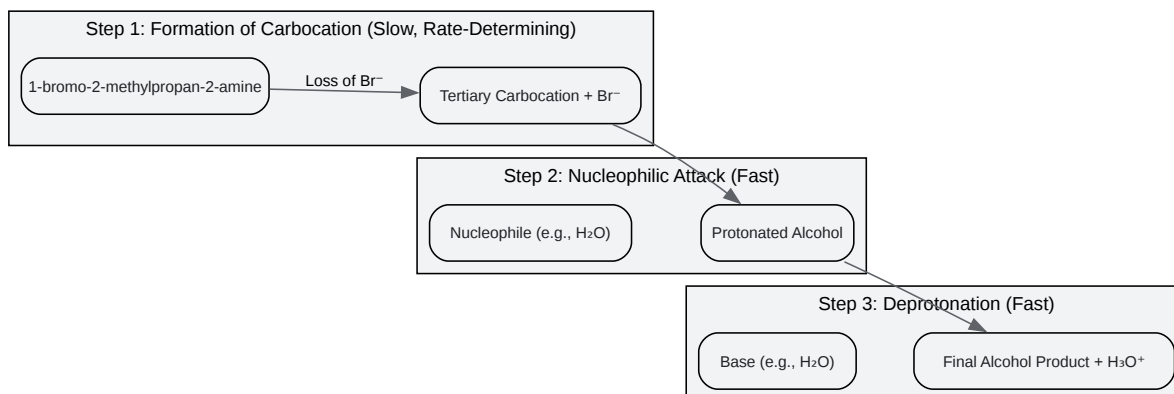 Step 1: Formation of Carbocation (Slow, Rate-Determining)
1-bromo-2-methylpropan-2-amine
Loss of Br⁻
Tertiary Carbocation + Br⁻
Step 2: Nucleophilic Attack (Fast)
Nucleophile (e.g., H₂O)
Protonated Alcohol
Step 3: Deprotonation (Fast)
Base (e.g., H₂O)
Final Alcohol Product + H₃O⁺